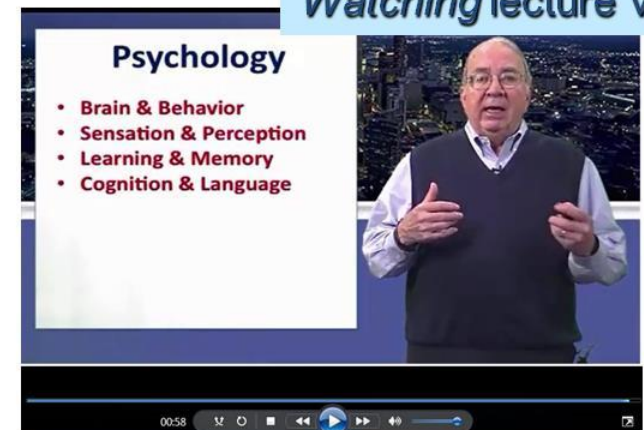 Watching lecture
Psychology
• Brain & Behavior
• Sensation & Perception
• Learning & Memory
• Cognition & Language
00:58